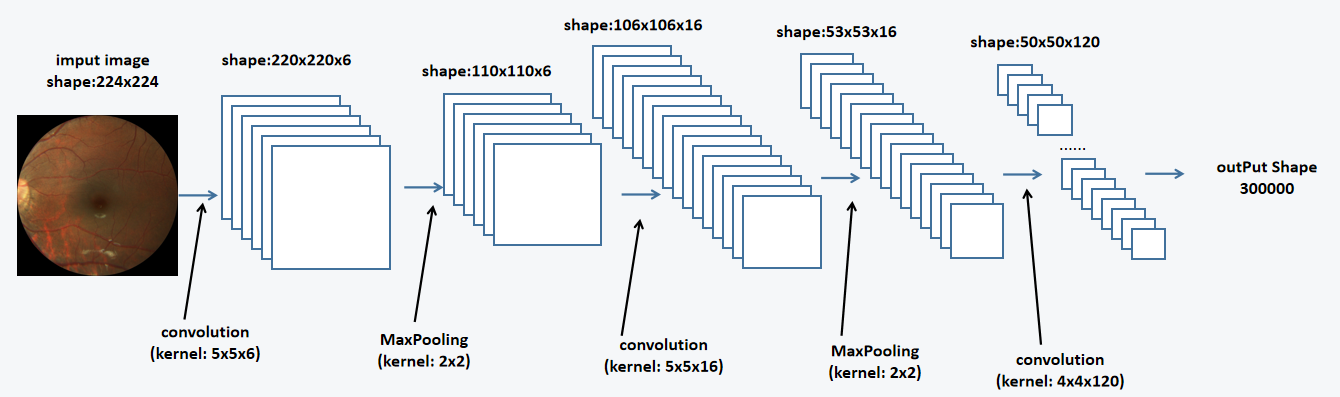 imput image
shape:224x224
shape:220x220x6
shape:110x110x6
shape:106x106x16
shape:53x53x16
shape:50x50x120
......
outPut Shape
300000
convolution
(kernel: 5x5x6)
MaxPooling
(kernel: 2x2)
convolution
(kernel: 5x5x16)
MaxPooling
(kernel: 2x2)
convolution
(kernel: 4x4x120)